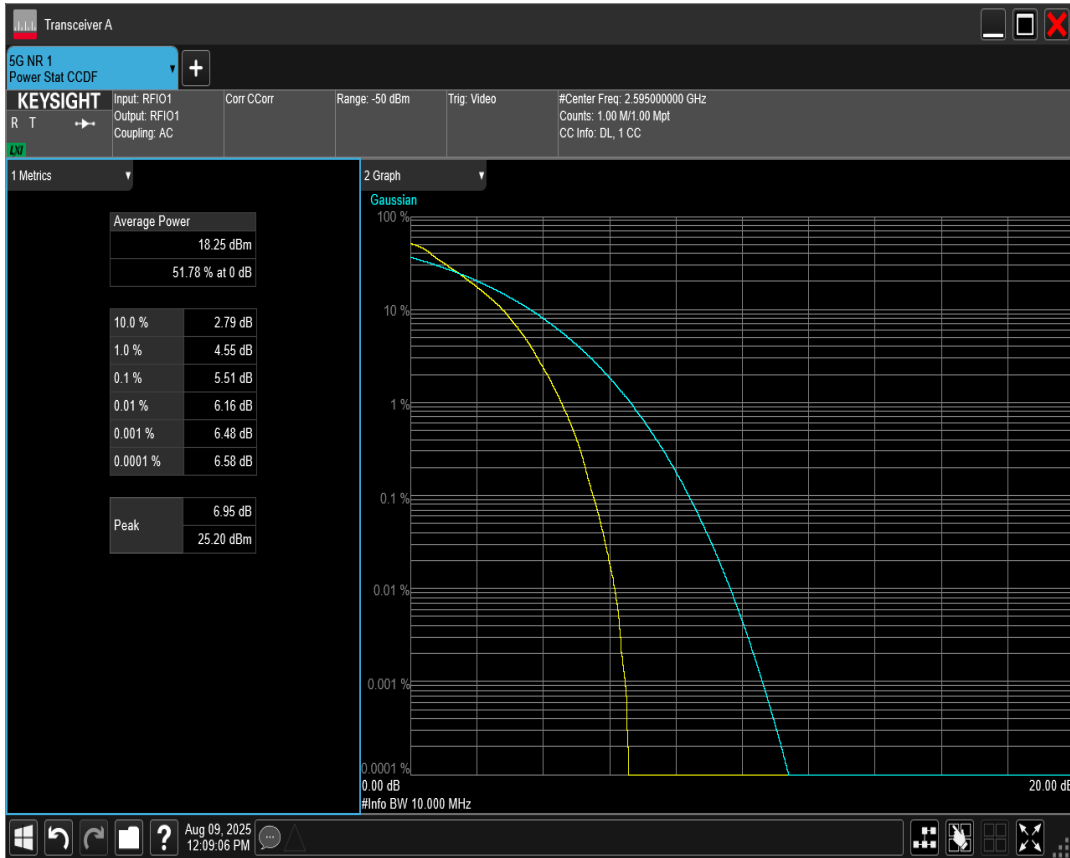 Transceiver A
5G NR 1
Power Stat CCDF
KEYSIGHT
R T
LXI
Input: RFIO1
Output: RFIO1
Coupling: AC
Corr CCorr
Range: -50 dBm
Trig: Video
#Center Freq: 2.595000000 GHz
Counts: 1.00 M/1.00 Mpt
CC Info: DL, 1 CC
1 Metrics
Average Power
18.25 dBm
51.78 % at 0 dB
10.0 % 2.79 dB
1.0 % 4.55 dB
0.1 % 5.51 dB
0.01 % 6.16 dB
0.001 % 6.48 dB
0.0001 % 6.58 dB
Peak 6.95 dB
25.20 dBm
2 Graph
Gaussian
100 %
10 %
1 %
0.1 %
0.01 %
0.001 %
0.0001 %
0.00 dB 20.00 dB
#Info BW 10.000 MHz
?
Aug 09, 2025
12:09:06 PM